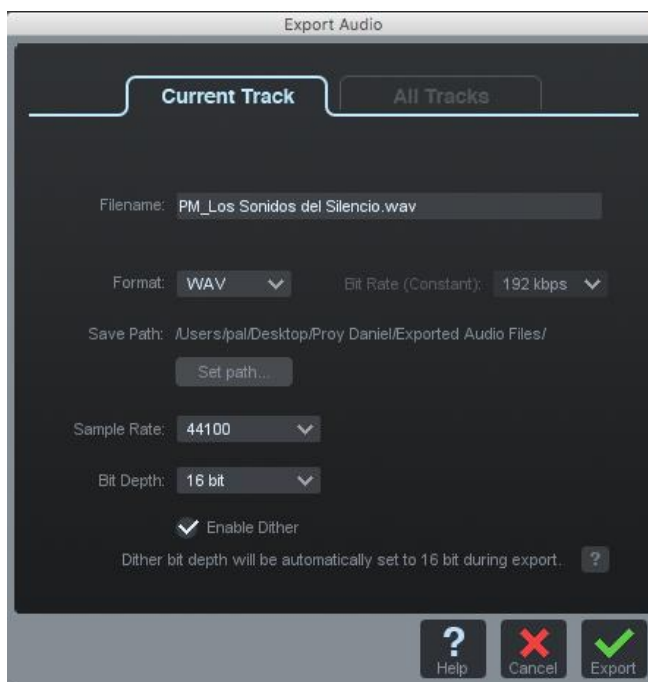 Export Audio
Current Track All Tracks
Filename: PM_Los Sonidos del Silencio.wav
Format: WAV Bit Rate (Constant): 192 kbps
Save Path: /Users/pal/Desktop/Proy Daniel/Exported Audio Files/
Set path...
Sample Rate: 44100
Bit Depth: 16 bit
Enable Dither
Dither bit depth will be automatically set to 16 bit during export. ?
? Help Cancel Export